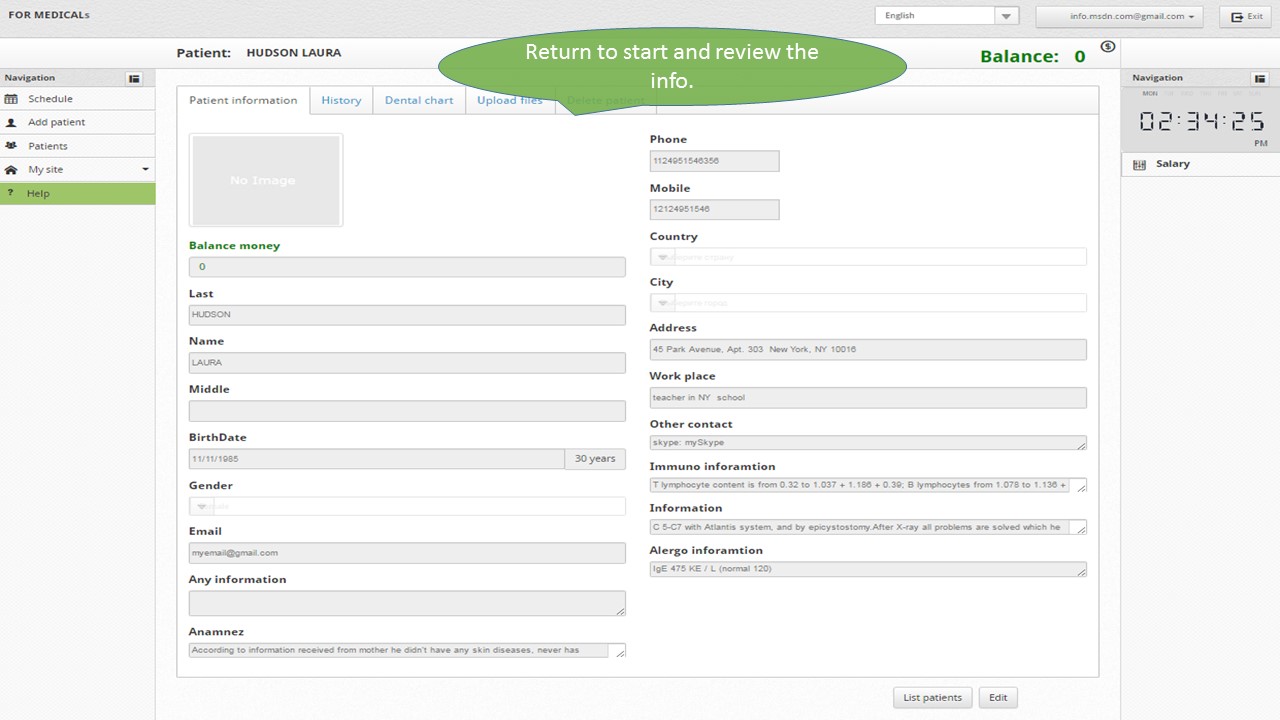 FOR MEDICALs
English
info.msdn.com@gmail.com
Exit
Return to start and review the
info.
Patient: HUDSON LAURA
Balance: 0
Navigation
Schedule
Add patient
Patients
My site
? Help
Patient information
History
Dental chart
Upload files
Delete patient
No Image
Balance money
0
Last
HUDSON
Name
LAURA
Middle
BirthDate
11/11/1985
30 years
Gender
Email
myemail@gmail.com
Any information
Anamnez
According to information received from mother he didn't have any skin diseases, never has
Phone
1124951546356
Mobile
12124951546
Country
City
Address
45 Park Avenue, Apt. 303 New York, NY 10016
Work place
teacher in NY school
Other contact
skype: mySkype
Immuno inforamtion
T lymphocyte content is from 0.32 to 1.037 + 1.186 + 0.39; B lymphocytes from 1.078 to 1.136 +
Information
C 5-C7 with Atlantis system, and by epicystostomy.After X-ray all problems are solved which he
Alergo inforamtion
IgE 475 KE / L (normal 120)
List patients
Edit
Navigation
MON
02:34:25
PM
Salary